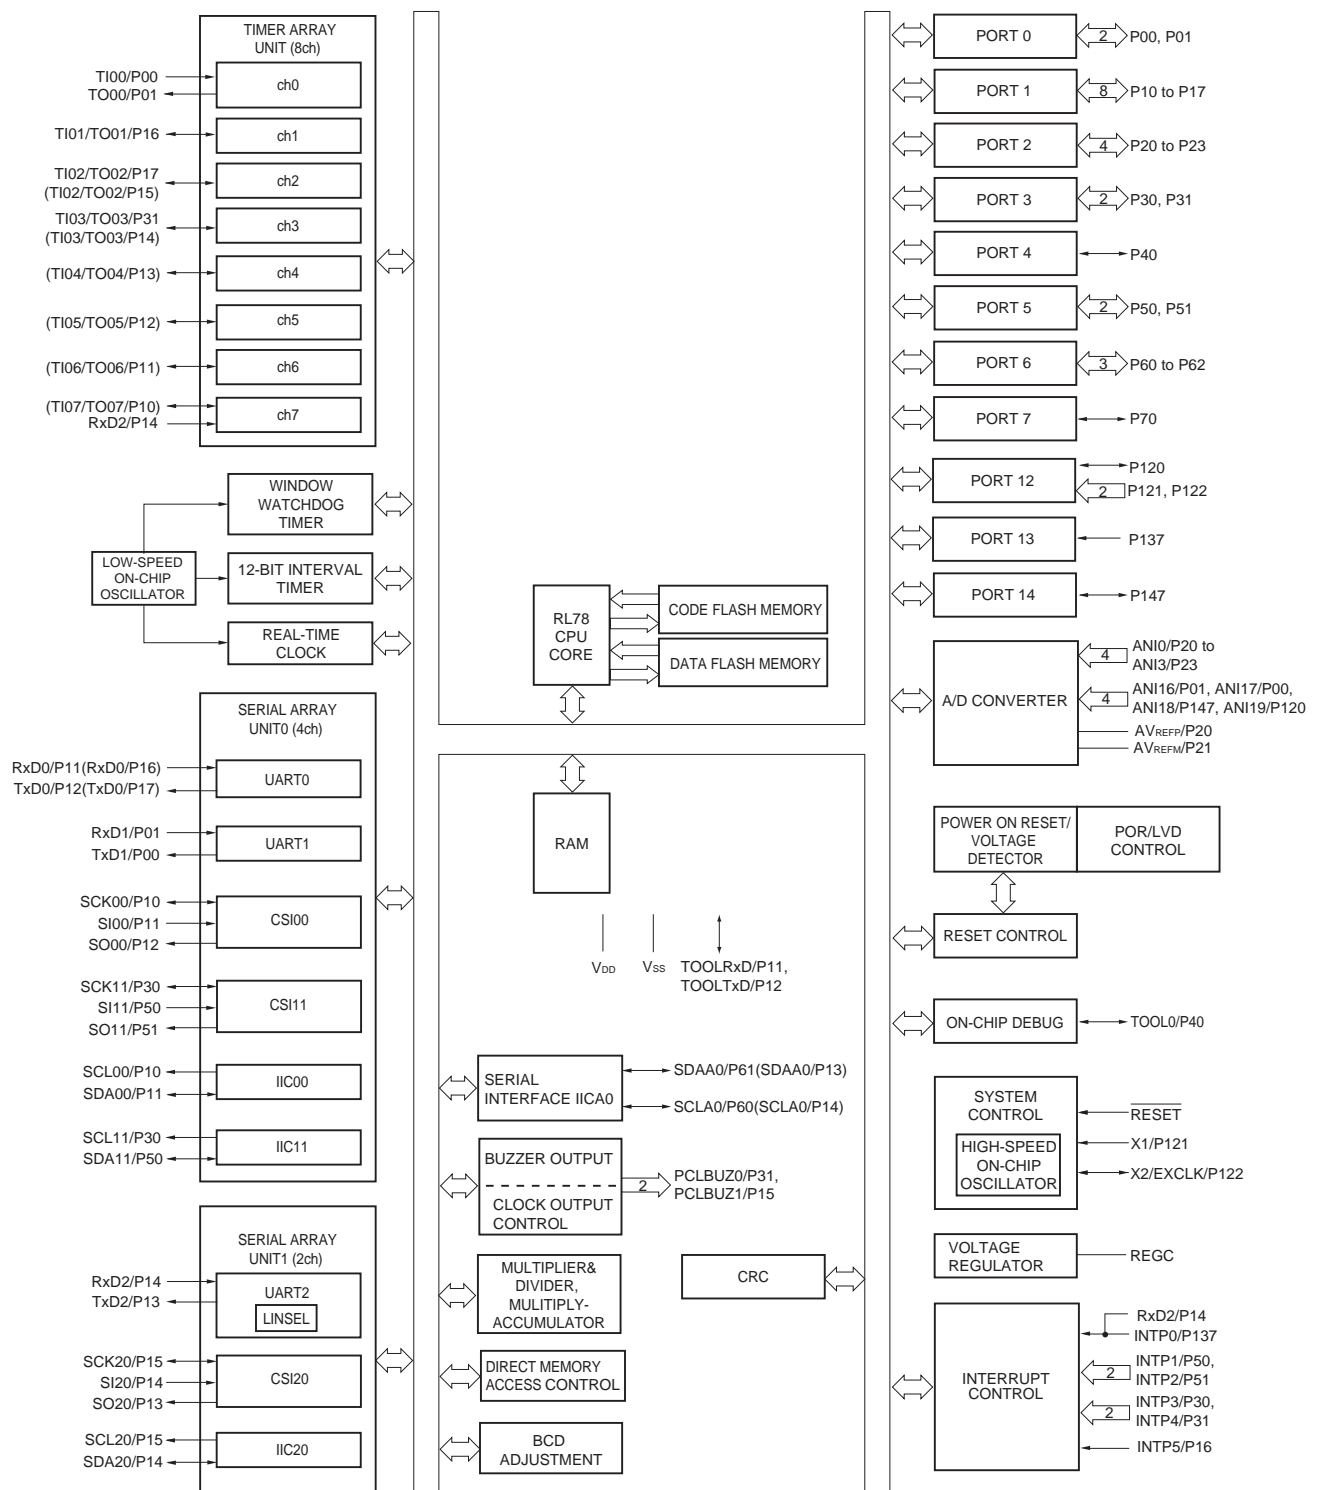 TIMER ARRAY
UNIT (8ch)
TI00/P00
TO00/P01
ch0
TI01/TO01/P16
ch1
TI02/TO02/P17
(TI02/TO02/P15)
ch2
TI03/TO03/P31
(TI03/TO03/P14)
ch3
(TI04/TO04/P13)
ch4
(TI05/TO05/P12)
ch5
(TI06/TO06/P11)
ch6
(TI07/TO07/P10)
RxD2/P14
ch7
WINDOW
WATCHDOG
TIMER
LOW-SPEED
ON-CHIP
OSCILLATOR
12-BIT INTERVAL
TIMER
REAL-TIME
CLOCK
SERIAL ARRAY
UNIT0 (4ch)
RxD0/P11(RxD0/P16)
TxD0/P12(TxD0/P17)
UART0
RxD1/P01
TxD1/P00
UART1
SCK00/P10
SI00/P11
SO00/P12
CSI00
SCK11/P30
SI11/P50
SO11/P51
CSI11
SCL00/P10
SDA00/P11
IIC00
SCL11/P30
SDA11/P50
IIC11
SERIAL ARRAY
UNIT1 (2ch)
RxD2/P14
TxD2/P13
UART2
LINSEL
SCK20/P15
SI20/P14
SO20/P13
CSI20
SCL20/P15
SDA20/P14
IIC20
RL78
CPU
CORE
CODE FLASH MEMORY
DATA FLASH MEMORY
RAM
VDD
VSS
TOOLRxD/P11,
TOOLTxD/P12
SERIAL
INTERFACE IICA0
SDAA0/P61(SDAA0/P13)
SCLA0/P60(SCLA0/P14)
BUZZER OUTPUT
CLOCK OUTPUT
CONTROL
2
PCLBUZ0/P31,
PCLBUZ1/P15
MULTIPLIER&
DIVIDER,
MULITIPLY-
ACCUMULATOR
CRC
DIRECT MEMORY
ACCESS CONTROL
BCD
ADJUSTMENT
PORT 0
2
P00, P01
PORT 1
8
P10 to P17
PORT 2
4
P20 to P23
PORT 3
2
P30, P31
PORT 4
P40
PORT 5
2
P50, P51
PORT 6
3
P60 to P62
PORT 7
P70
PORT 12
P120
2
P121, P122
PORT 13
P137
PORT 14
P147
A/D CONVERTER
4
ANI0/P20 to
ANI3/P23
4
ANI16/P01, ANI17/P00,
ANI18/P147, ANI19/P120
AVREFP/P20
AVREFM/P21
POWER ON RESET/
VOLTAGE
DETECTOR
POR/LVD
CONTROL
RESET CONTROL
ON-CHIP DEBUG
TOOL0/P40
SYSTEM
CONTROL
HIGH-SPEED
ON-CHIP
OSCILLATOR
RESET
X1/P121
X2/EXCLK/P122
VOLTAGE
REGULATOR
REGC
INTERRUPT
CONTROL
RxD2/P14
INTP0/P137
2
INTP1/P50,
INTP2/P51
2
INTP3/P30,
INTP4/P31
INTP5/P16